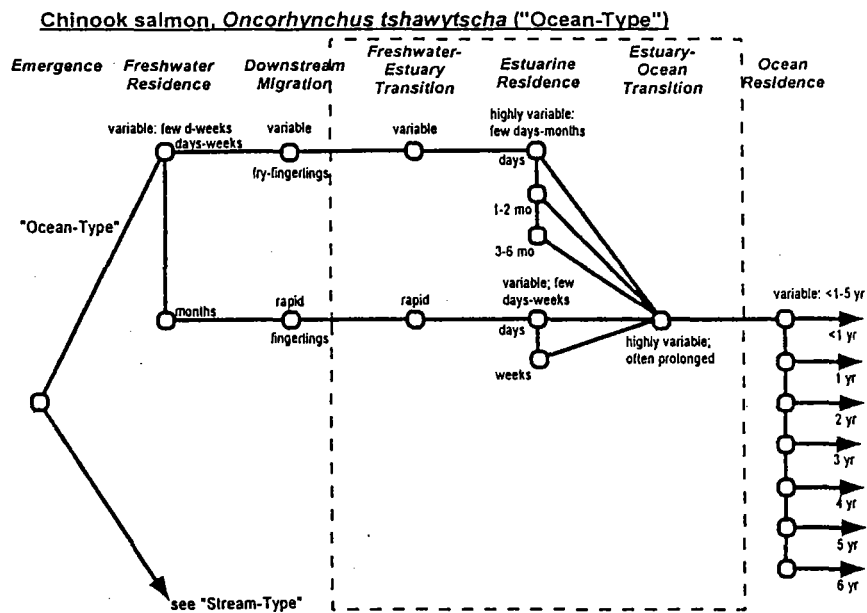 Chinook salmon, Oncorhynchus tshawytscha ("Ocean-Type")
Emergence
Freshwater
Residence
Downstream
Migration
Freshwater-
Estuary
Transition
Estuarine
Residence
Estuary-
Ocean
Transition
Ocean
Residence
variable: few d-weeks
days-weeks
variable
fry-fingerlings
variable
highly variable:
few days-months
days
1-2 mo
3-6 mo
"Ocean-Type"
months
rapid
fingerlings
rapid
variable; few
days-weeks
days
weeks
highly variable;
often prolonged
variable: <1-5 yr
<1 yr
1 yr
2 yr
3 yr
4 yr
5 yr
6 yr
see "Stream-Type"